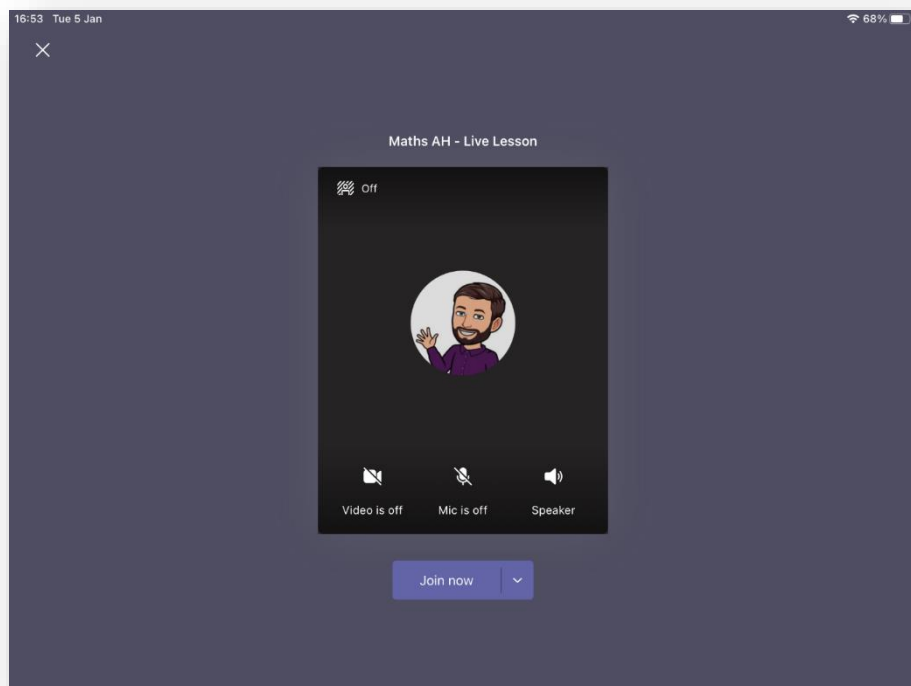 16:53 Tue 5 Jan 68%
Maths AH - Live Lesson
Off
Video is off Mic is off Speaker
Join now